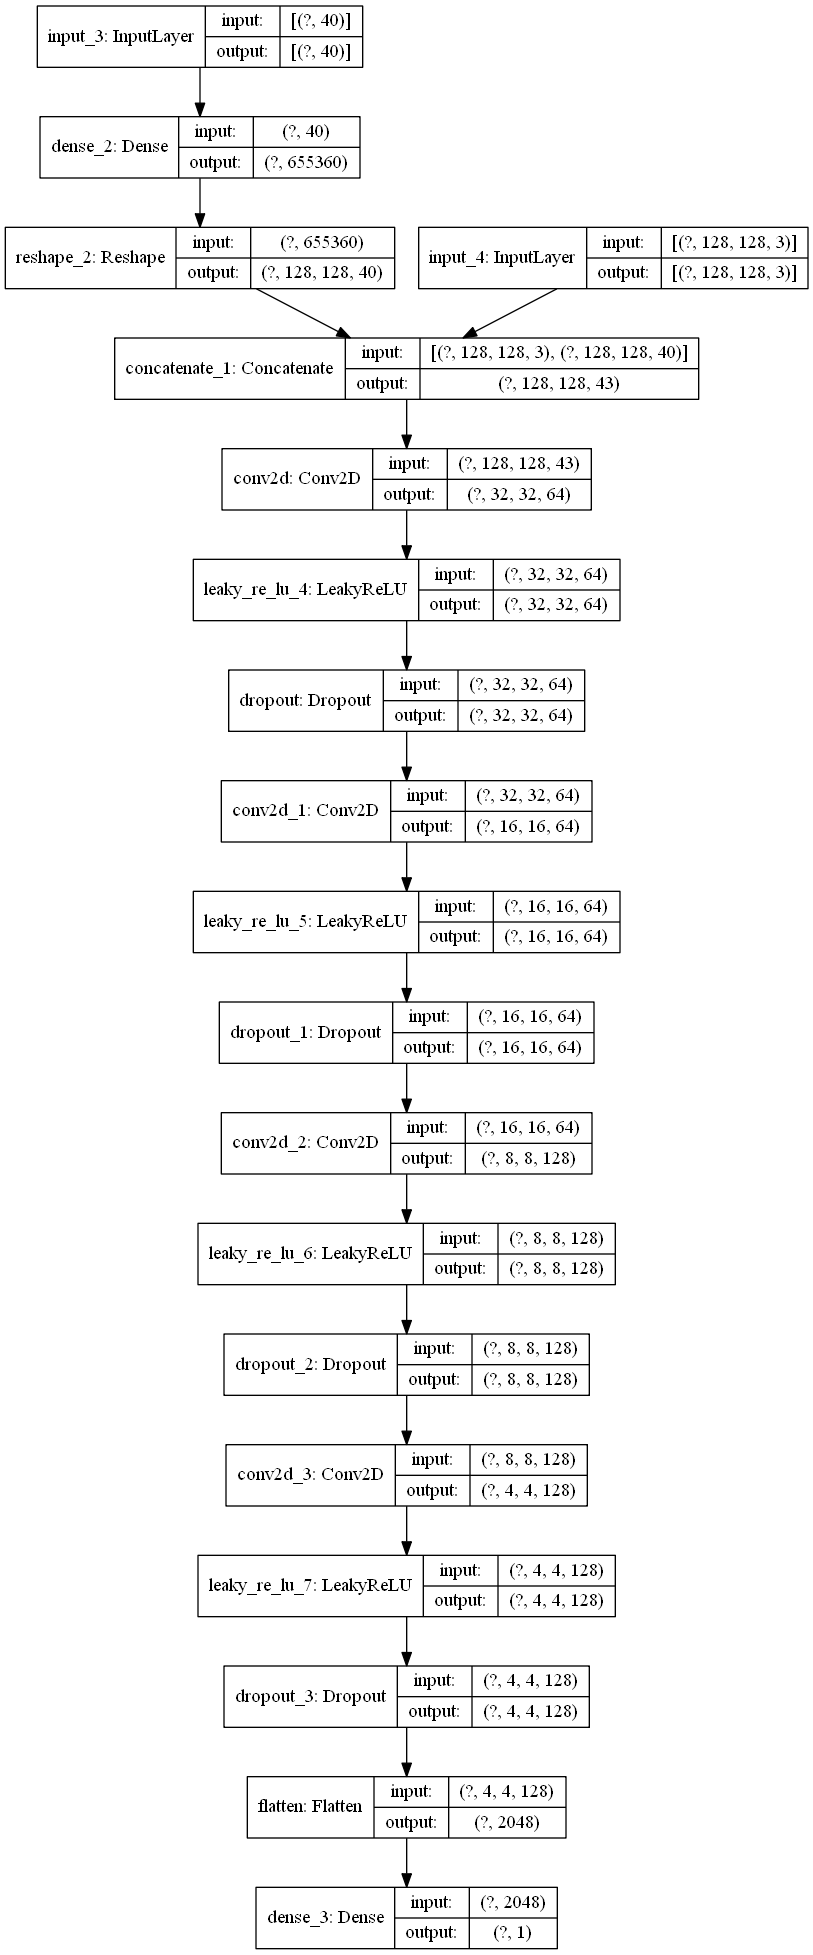 input_3: InputLayer
input: [(?, 40)]
output: [(?, 40)]
dense_2: Dense
input: (?, 40)
output: (?, 655360)
reshape_2: Reshape
input: (?, 655360)
output: (?, 128, 128, 40)
input_4: InputLayer
input: [(?, 128, 128, 3)]
output: [(?, 128, 128, 3)]
concatenate_1: Concatenate
input: [(?, 128, 128, 3), (?, 128, 128, 40)]
output: (?, 128, 128, 43)
conv2d: Conv2D
input: (?, 128, 128, 43)
output: (?, 32, 32, 64)
leaky_re_lu_4: LeakyReLU
input: (?, 32, 32, 64)
output: (?, 32, 32, 64)
dropout: Dropout
input: (?, 32, 32, 64)
output: (?, 32, 32, 64)
conv2d_1: Conv2D
input: (?, 32, 32, 64)
output: (?, 16, 16, 64)
leaky_re_lu_5: LeakyReLU
input: (?, 16, 16, 64)
output: (?, 16, 16, 64)
dropout_1: Dropout
input: (?, 16, 16, 64)
output: (?, 16, 16, 64)
conv2d_2: Conv2D
input: (?, 16, 16, 64)
output: (?, 8, 8, 128)
leaky_re_lu_6: LeakyReLU
input: (?, 8, 8, 128)
output: (?, 8, 8, 128)
dropout_2: Dropout
input: (?, 8, 8, 128)
output: (?, 8, 8, 128)
conv2d_3: Conv2D
input: (?, 8, 8, 128)
output: (?, 4, 4, 128)
leaky_re_lu_7: LeakyReLU
input: (?, 4, 4, 128)
output: (?, 4, 4, 128)
dropout_3: Dropout
input: (?, 4, 4, 128)
output: (?, 4, 4, 128)
flatten: Flatten
input: (?, 4, 4, 128)
output: (?, 2048)
dense_3: Dense
input: (?, 2048)
output: (?, 1)